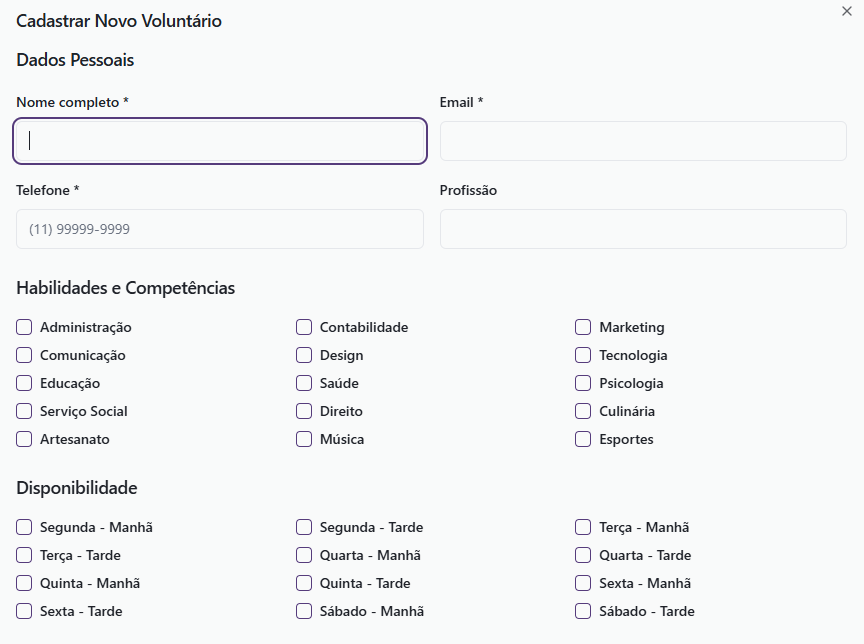 Cadastrar Novo Voluntário
Dados Pessoais
Nome completo *
Email *
Telefone *
Profissão
(11) 99999-9999
Habilidades e Competências
Administração
Contabilidade
Marketing
Comunicação
Design
Tecnologia
Educação
Saúde
Psicologia
Serviço Social
Direito
Culinária
Artesanato
Música
Esportes
Disponibilidade
Segunda - Manhã
Segunda - Tarde
Terça - Manhã
Terça - Tarde
Quarta - Manhã
Quarta - Tarde
Quinta - Manhã
Quinta - Tarde
Sexta - Manhã
Sexta - Tarde
Sábado - Manhã
Sábado - Tarde